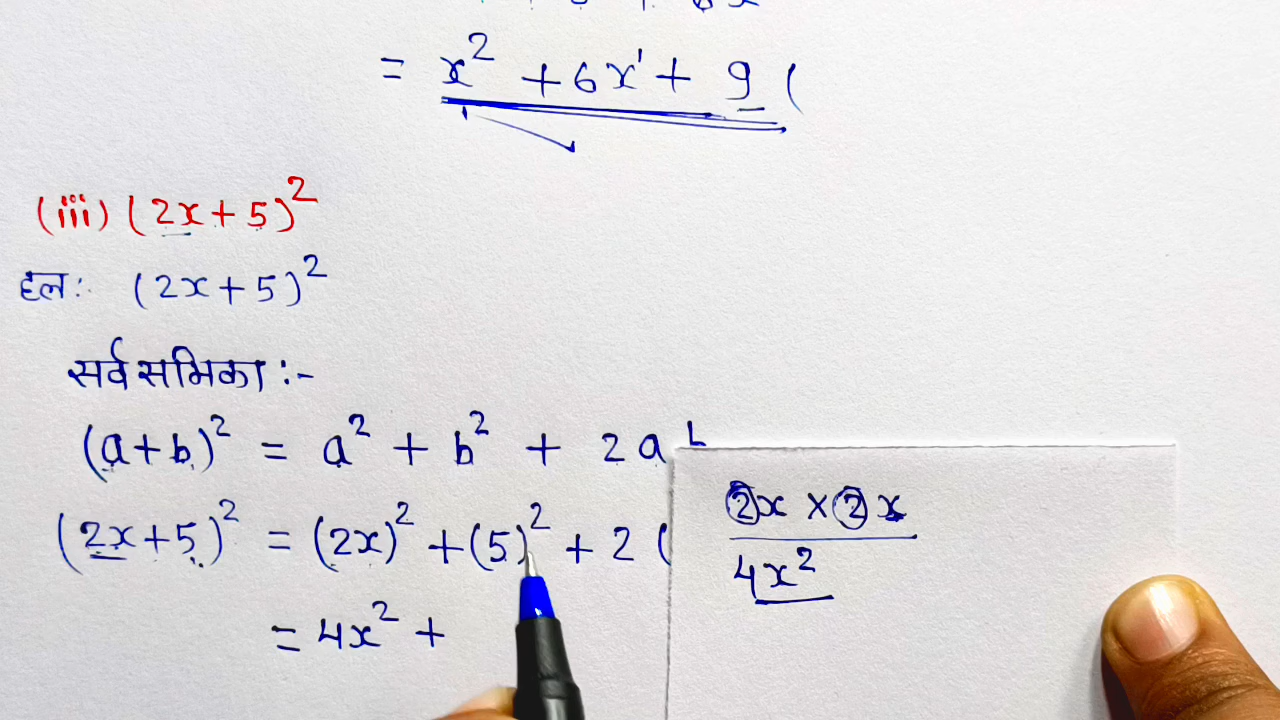 = x² + 6x' + 9 (
(iii) (2x+5)²
हल: (2x+5)²
सर्वसमिका :-
(a+b)² = a² + b² + 2a
(2x+5)² = (2x)² + (5)² + 2 (
= 4x² +
2x × 2x
4x²